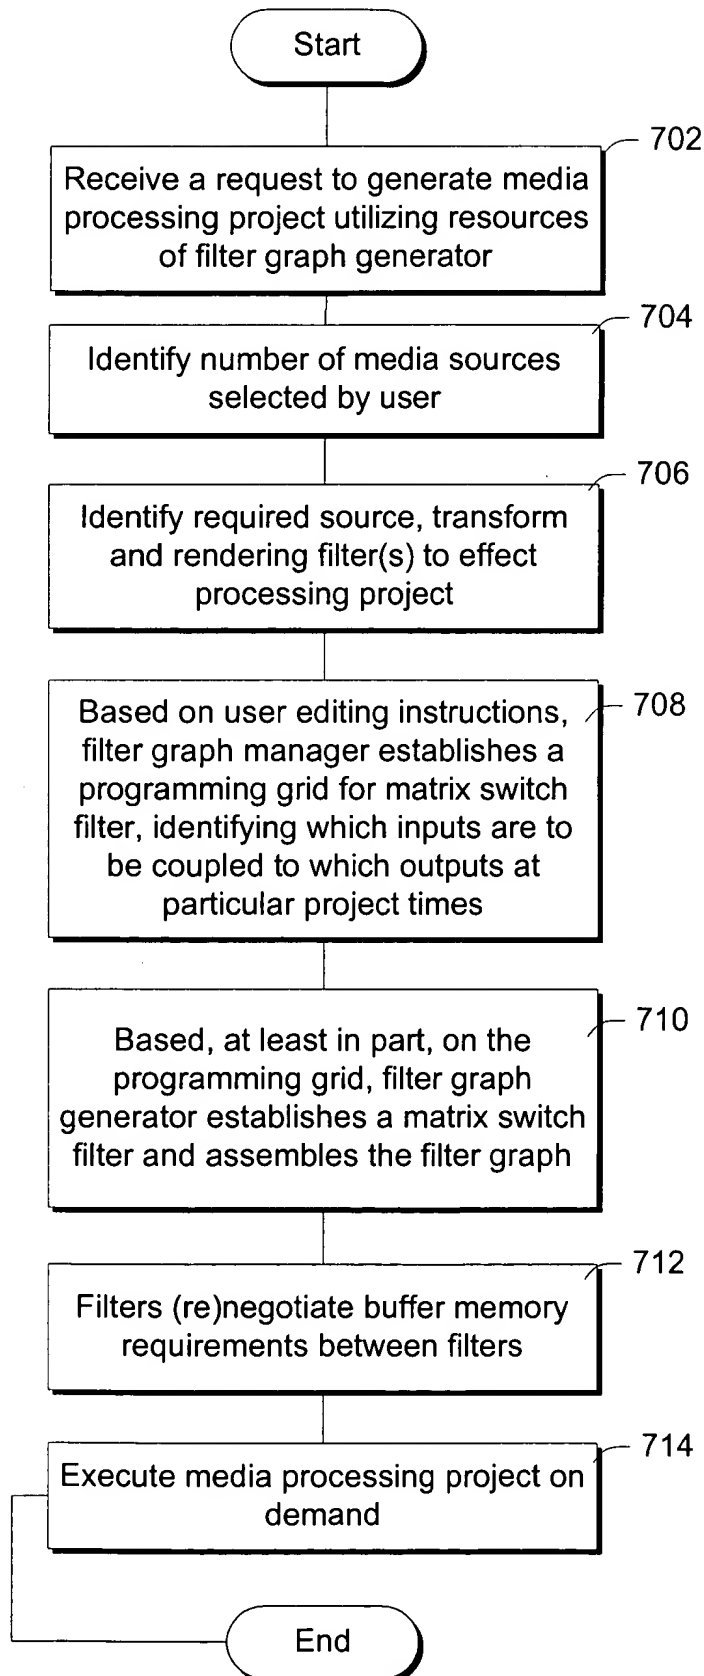 Start
702
Receive a request to generate media
processing project utilizing resources
of filter graph generator
704
Identify number of media sources
selected by user
706
Identify required source, transform
and rendering filter(s) to effect
processing project
708
Based on user editing instructions,
filter graph manager establishes a
programming grid for matrix switch
filter, identifying which inputs are to
be coupled to which outputs at
particular project times
710
Based, at least in part, on the
programming grid, filter graph
generator establishes a matrix switch
filter and assembles the filter graph
712
Filters (re)negotiate buffer memory
requirements between filters
714
Execute media processing project on
demand
End